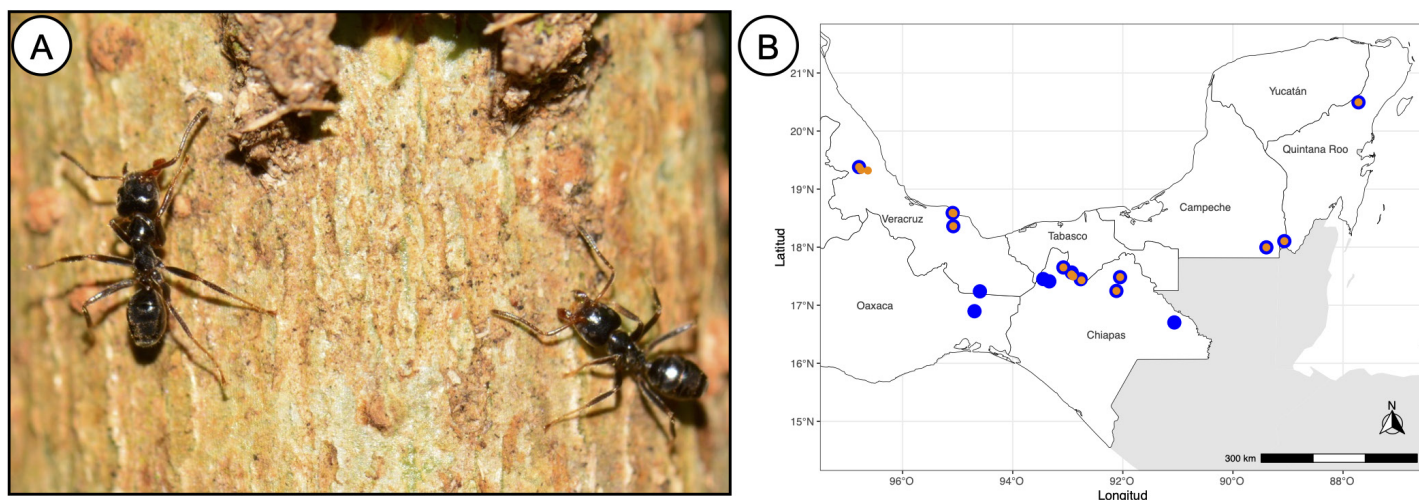 A
B
21°N
20°N
19°N
18°N
17°N
16°N
15°N
Latitud
Yucatán
Quintana Roo
Campeche
Veracruz
Tabasco
Oaxaca
Chiapas
N
300 km
96°O
94°O
92°O
90°O
88°O
Longitud